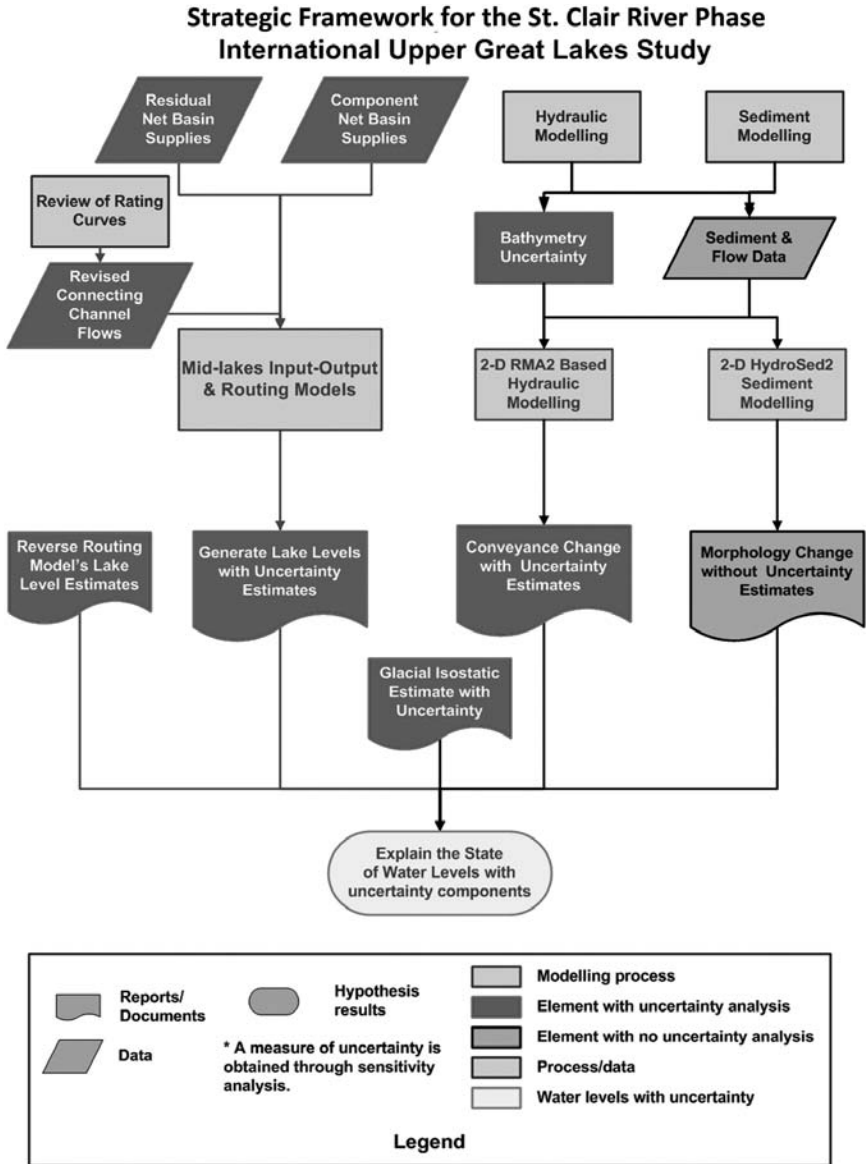 Strategic Framework for the St. Clair River Phase
International Upper Great Lakes Study
Residual
Net Basin
Supplies
Component
Net Basin
Supplies
Hydraulic
Modelling
Sediment
Modelling
Review of Rating
Curves
Bathymetry
Uncertainty
Sediment &
Flow Data
Revised
Connecting
Channel
Flows
Mid-lakes Input-Output
& Routing Models
2-D RMA2 Based
Hydraulic
Modelling
2-D HydroSed2
Sediment
Modelling
Reverse Routing
Model's Lake
Level Estimates
Generate Lake Levels
with Uncertainty
Estimates
Conveyance Change
with Uncertainty
Estimates
Morphology Change
without Uncertainty
Estimates
Glacial Isostatic
Estimate with
Uncertainty
Explain the State
of Water Levels with
uncertainty components
Reports/
Documents
Hypothesis
results
Data
* A measure of uncertainty is
obtained through sensitivity
analysis.
Modelling process
Element with uncertainty analysis
Element with no uncertainty analysis
Process/data
Water levels with uncertainty
Legend